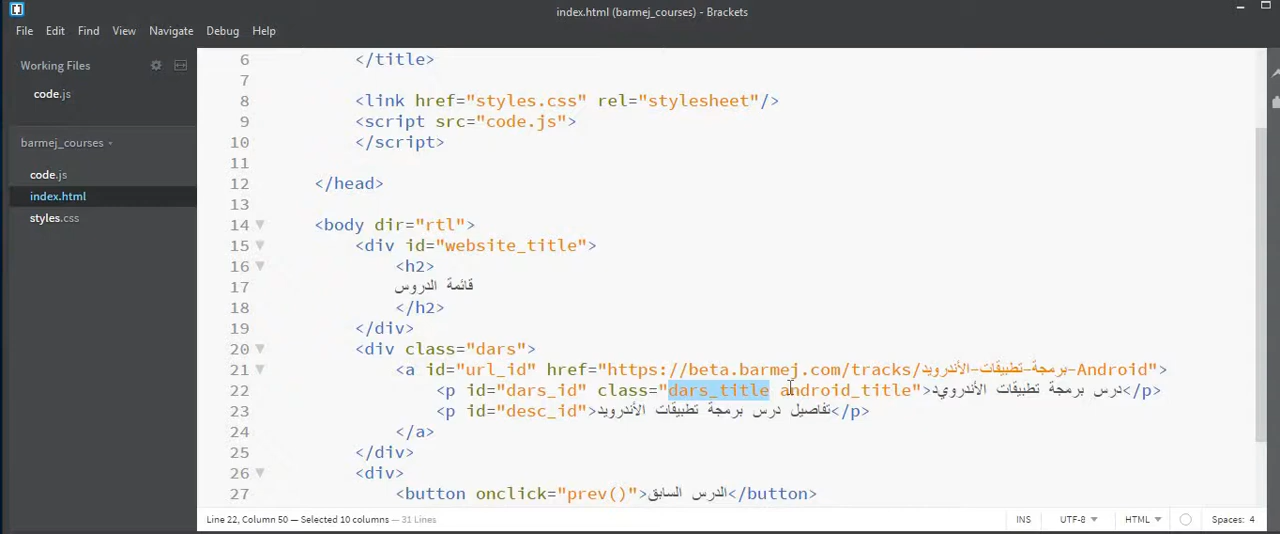 index.html (barmej_courses) - Brackets
File Edit Find View Navigate Debug Help
Working Files
code.js
barmej_courses
code.js
index.html
styles.css
6 </title>
7
8 <link href="styles.css" rel="stylesheet"/>
9 <script src="code.js">
10 </script>
11
12 </head>
13
14 <body dir="rtl">
15 <div id="website_title">
16 <h2>
17 قائمة الدروس
18 </h2>
19 </div>
20 <div class="dars">
21 <a id="url_id" href="https://beta.barmej.com/tracks/برمجة-تطبيقات-الأندرويد-Android">
22 <p id="dars_id" class="dars_title android_title">درس برمجة تطبيقات الأندرويد</p>
23 <p id="desc_id">تفاصيل درس برمجة تطبيقات الأندرويد</p>
24 </a>
25 </div>
26 <div>
27 <button onclick="prev()">الدرس السابق</button>
Line 22, Column 50 — Selected 10 columns — 31 Lines
INS UTF-8 HTML Spaces: 4